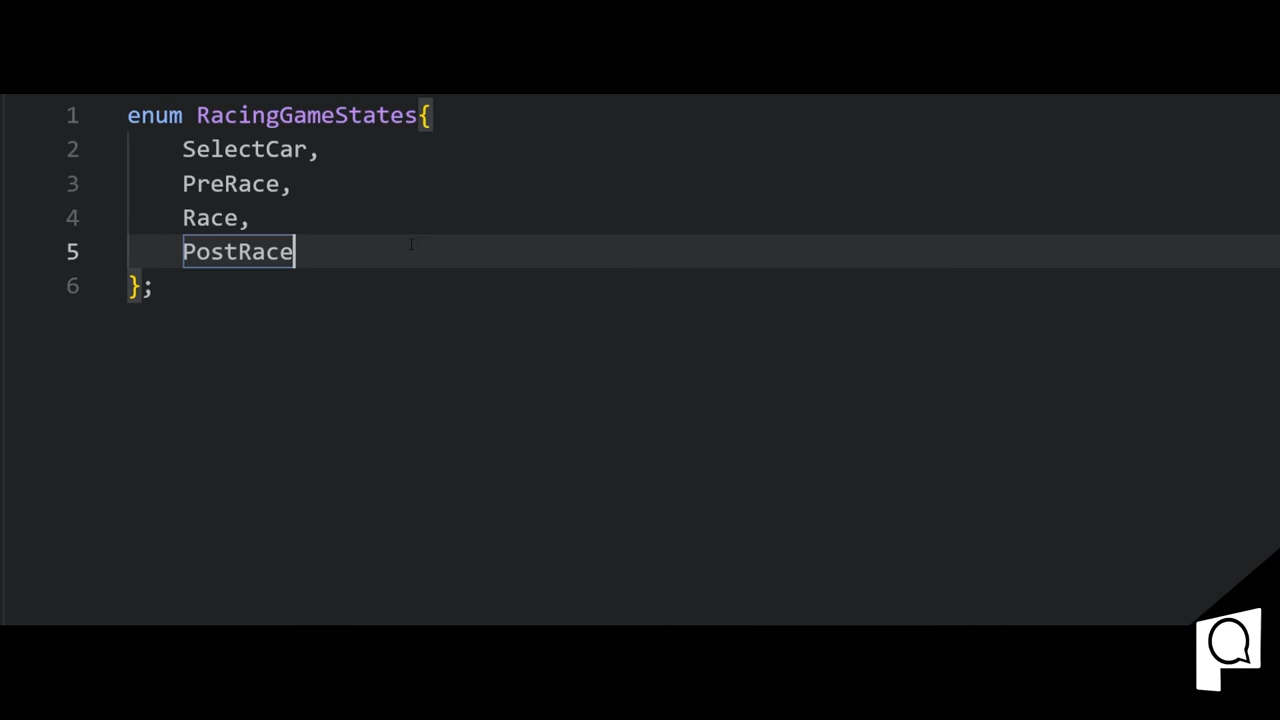 1 enum RacingGameStates{
2 SelectCar,
3 PreRace,
4 Race,
5 PostRace
6 };